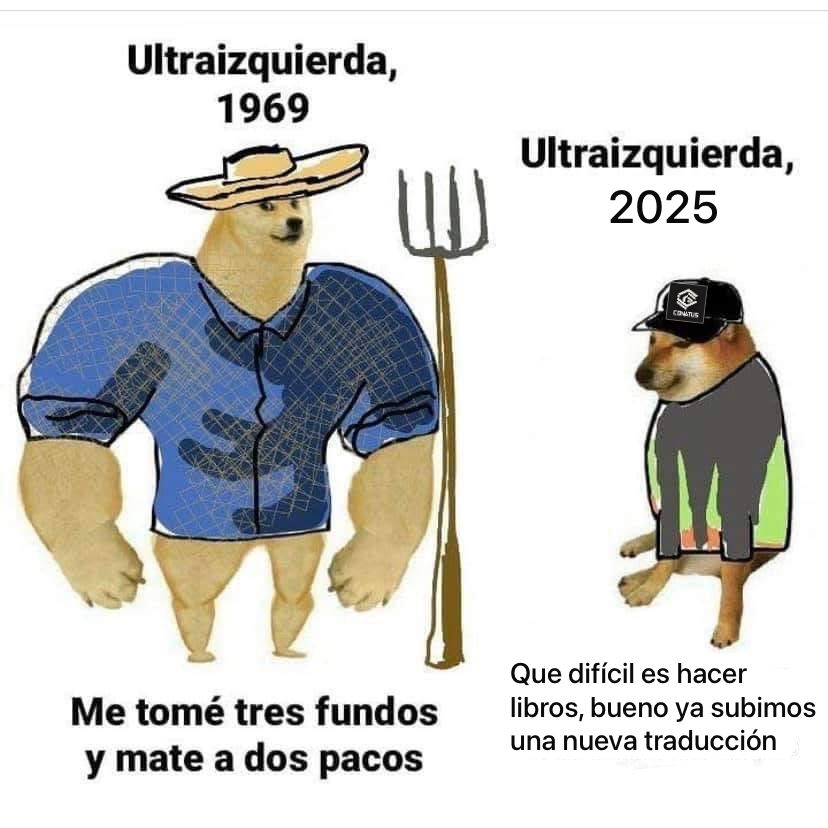 Ultraizquierda,
1969
Ultraizquierda,
2025
CONATUS
Me tomé tres fundos
y mate a dos pacos
Que difícil es hacer
libros, bueno ya subimos
una nueva traducción